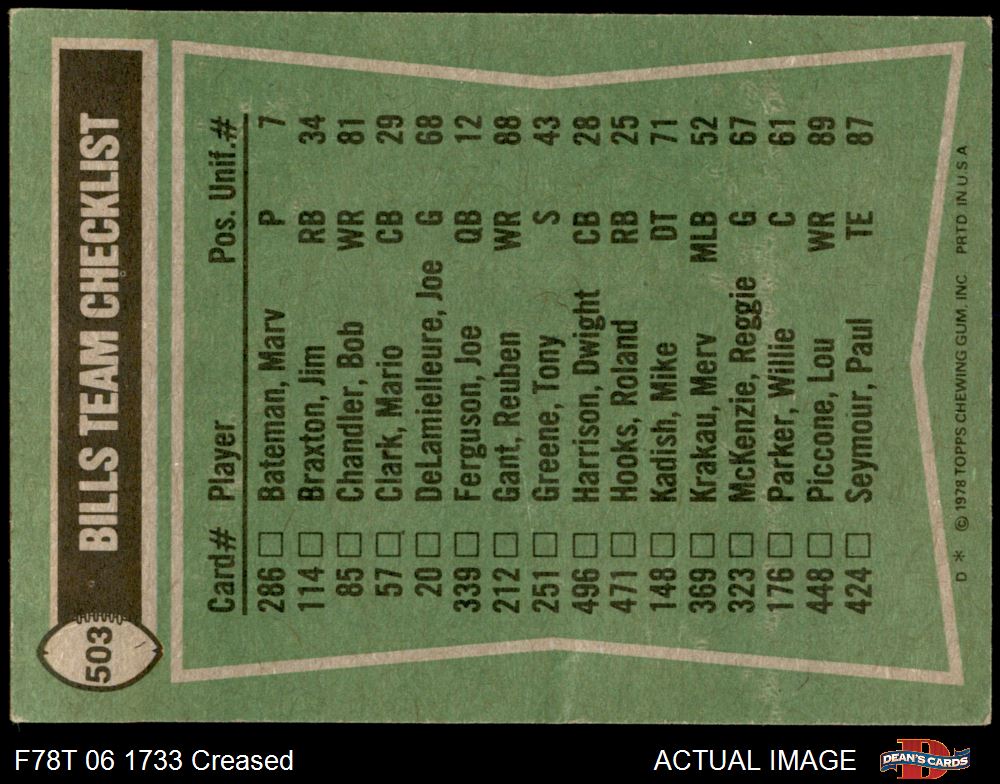 503
BILLS TEAM CHECKLIST
Card# Player Pos. Unif.#
286 Bateman, Marv P 7
114 Braxton, Jim RB 34
85 Chandler, Bob WR 81
57 Clark, Mario CB 29
20 DeLamielleure, Joe G 68
339 Ferguson, Joe QB 12
212 Gant, Reuben WR 88
251 Greene, Tony S 43
496 Harrison, Dwight CB 28
471 Hooks, Roland RB 25
148 Kadish, Mike DT 71
369 Krakau, Merv MLB 52
323 McKenzie, Reggie G 67
176 Parker, Willie C 61
448 Piccone, Lou WR 89
424 Seymour, Paul TE 87
D * © 1978 TOPPS CHEWING GUM, INC PRTD IN U S A
F78T 06 1733 Creased
ACTUAL IMAGE
D
DEAN'S CARDS